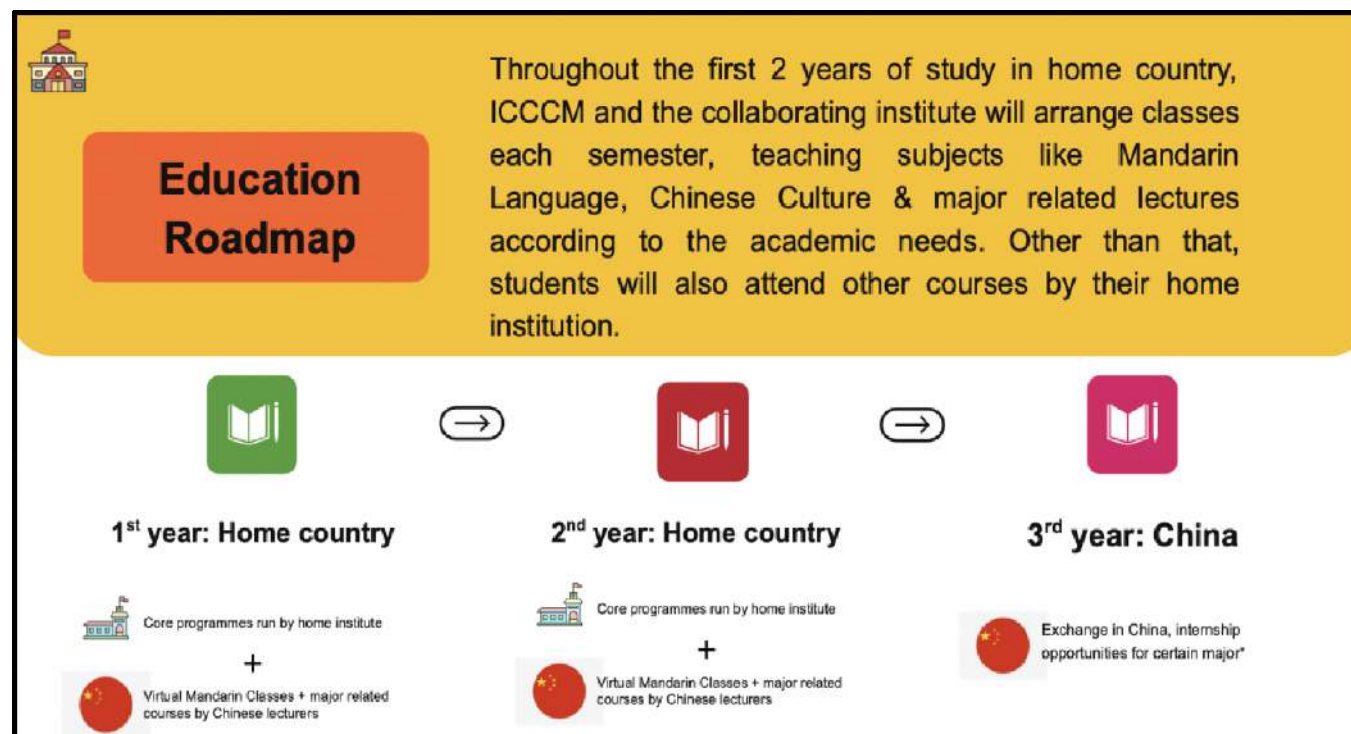 Education
Roadmap
Throughout the first 2 years of study in home country,
ICCCM and the collaborating institute will arrange classes
each semester, teaching subjects like Mandarin
Language, Chinese Culture & major related lectures
according to the academic needs. Other than that,
students will also attend other courses by their home
institution.
1st year: Home country
Core programmes run by home institute
+
Virtual Mandarin Classes + major related
courses by Chinese lecturers
2nd year: Home country
Core programmes run by home institute
+
Virtual Mandarin Classes + major related
courses by Chinese lecturers
3rd year: China
Exchange in China, internship
opportunities for certain major*